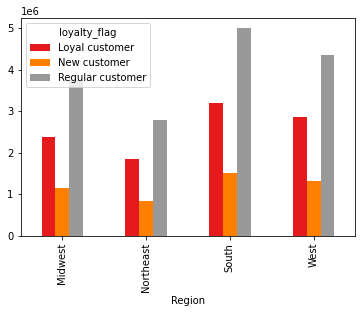 1e6
5
4
3
2
1
0
loyalty_flag
Loyal customer
New customer
Regular customer
Midwest
Northeast
South
West
Region